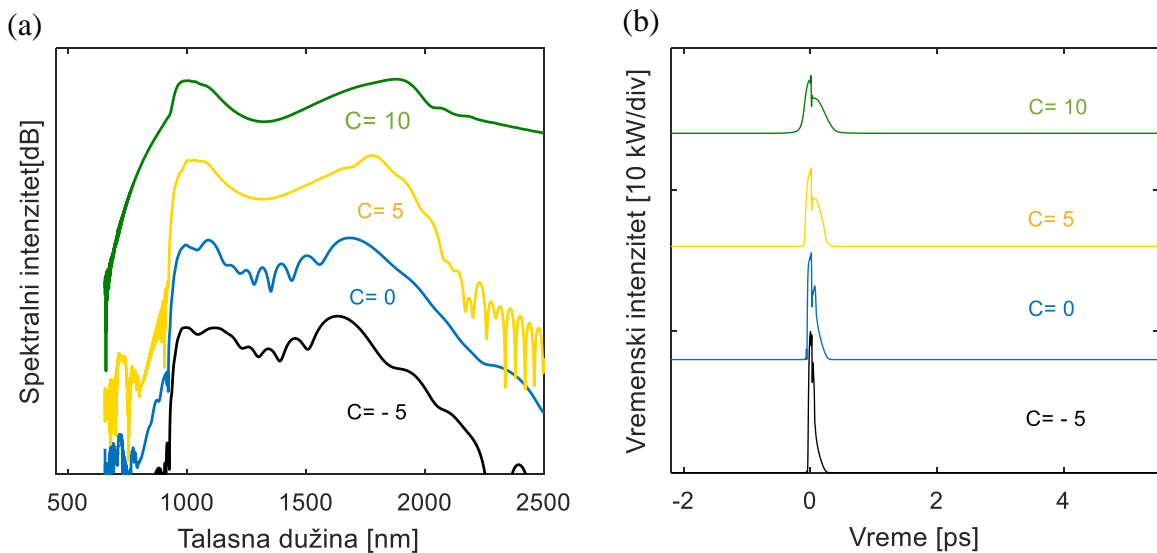 (a)
Spektralni intenzitet[dB]
C= 10
C= 5
C= 0
C= - 5
500 1000 1500 2000 2500
Talasna dužina [nm]
(b)
Vremenski intenzitet [10 kW/div]
C= 10
C= 5
C= 0
C= - 5
-2 0 2 4
Vreme [ps]